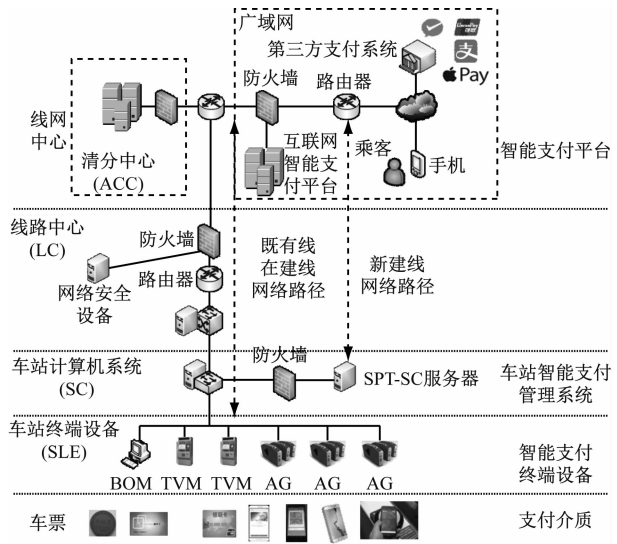 广域网
第三方支付系统
UnionPay
银联
支
Pay
防火墙
路由器
线网
中心
清分中心
(ACC)
互联网
智能支
付平台
乘客
手机
智能支付平台
线路中心
(LC)
防火墙
路由器
网络安全
设备
既有线
在建线
网络路径
新建线
网络路径
车站计算机系统
(SC)
防火墙
SPT-SC服务器
车站智能支付
管理系统
车站终端设备
(SLE)
BOM TVM TVM AG AG AG
智能支付
终端设备
车票
支付介质